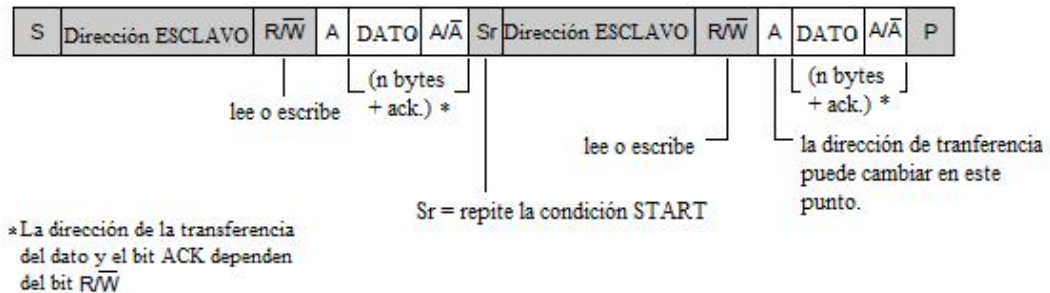 S Dirección ESCLAVO R/W̅ A DATO A/A̅ Sr Dirección ESCLAVO R/W̅ A DATO A/A̅ P
(n bytes
+ ack.) *
lee o escribe
(n bytes
+ ack.) *
lee o escribe
la dirección de tranferencia
puede cambiar en este
punto.
Sr = repite la condición START
*La dirección de la transferencia
del dato y el bit ACK dependen
del bit R/W̅